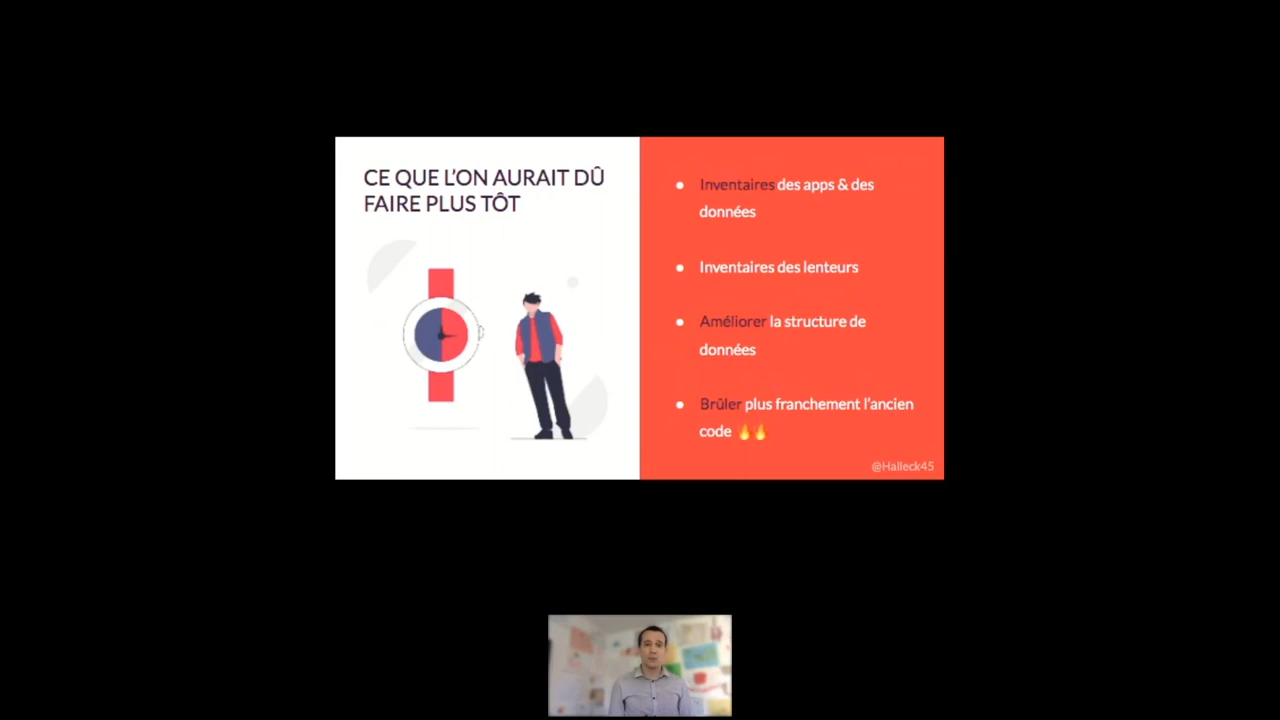 CE QUE L'ON AURAIT DÛ
FAIRE PLUS TÔT
● Inventaires des apps & des
données
● Inventaires des lenteurs
● Améliorer la structure de
données
● Brûler plus franchement l'ancien
code 🔥🔥
@Halleck45